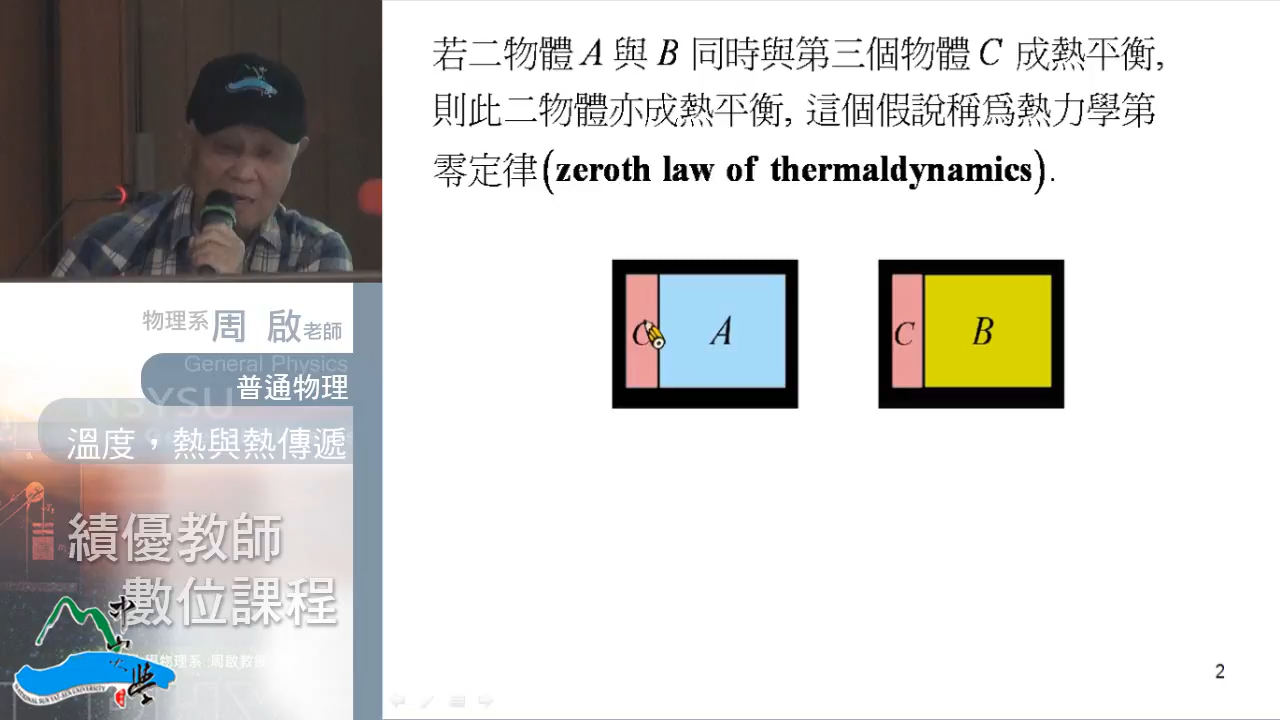 若二物體 A 與 B 同時與第三個物體 C 成熱平衡,
則此二物體亦成熱平衡, 這個假說稱爲熱力學第
零定律(zeroth law of thermaldynamics).
C A
C B
物理系周 啟老師
General Physics
普通物理
NSYSU
溫度，熱與熱傳遞
績優教師
數位課程
2